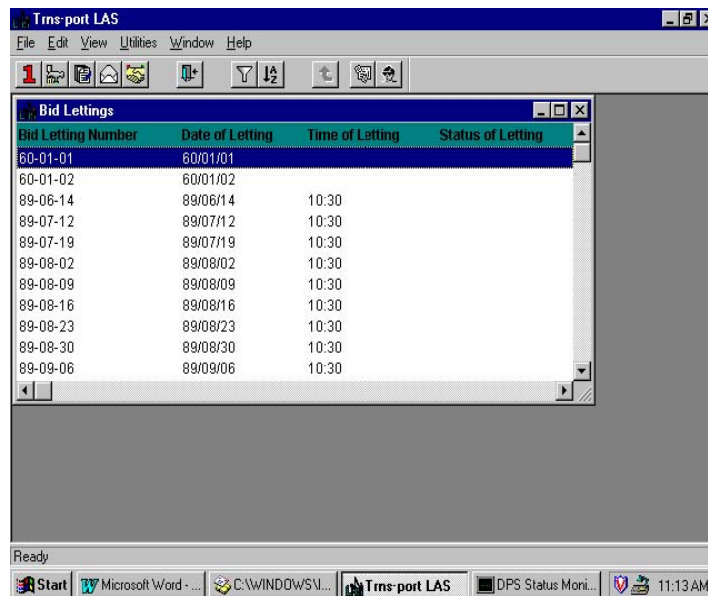 Trns·port LAS
File Edit View Utilities Window Help
Bid Lettings
Bid Letting Number Date of Letting Time of Letting Status of Letting
60-01-01 60/01/01
60-01-02 60/01/02
89-06-14 89/06/14 10:30
89-07-12 89/07/12 10:30
89-07-19 89/07/19 10:30
89-08-02 89/08/02 10:30
89-08-09 89/08/09 10:30
89-08-16 89/08/16 10:30
89-08-23 89/08/23 10:30
89-08-30 89/08/30 10:30
89-09-06 89/09/06 10:30
Ready
Start Microsoft Word - ... C:\WINDOWS\I... Trns·port LAS DPS Status Moni... 11:13 AM